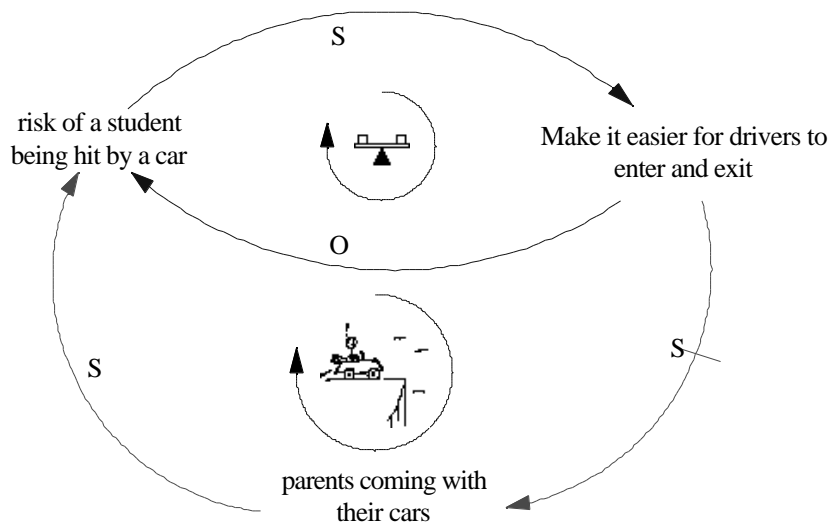 S
risk of a student
being hit by a car
Make it easier for drivers to
enter and exit
O
S
S
parents coming with
their cars